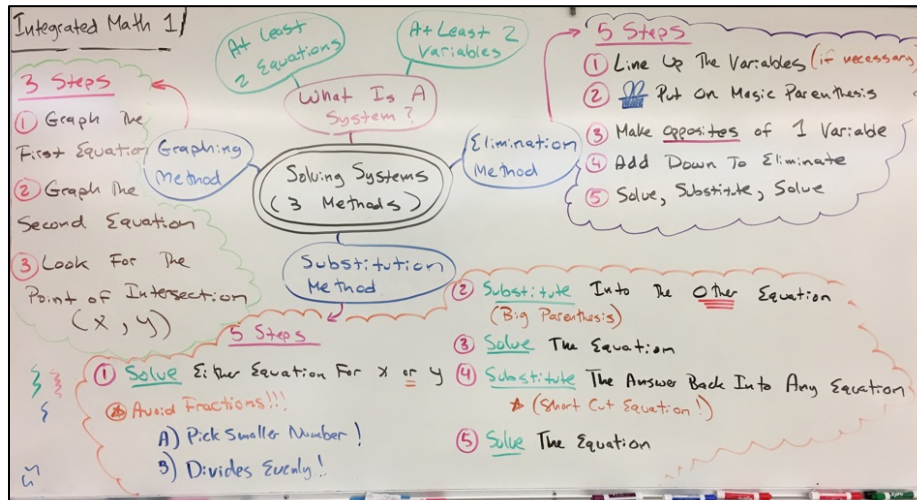 Integrated Math 1
At Least
2 Equations
At Least 2
Variables
What Is A
System?
Solving Systems
(3 Methods)
Graphing
Method
3 Steps
① Graph The
First Equation
② Graph The
Second Equation
③ Look For The
Point of Intersection
(x, y)
Elimination
Method
5 Steps
① Line Up The Variables (if necessary)
② Put On Magic Parenthesis
③ Make opposites of 1 Variable
④ Add Down To Eliminate
⑤ Solve, Substitute, Solve
Substitution
Method
5 Steps
① Solve Either Equation For x or y
Avoid Fractions!!!
A) Pick Smaller Number!
B) Divides Evenly!
② Substitute Into The Other Equation
(Big Parenthesis)
③ Solve The Equation
④ Substitute The Answer Back Into Any Equation
(Short Cut Equation!)
⑤ Solve The Equation